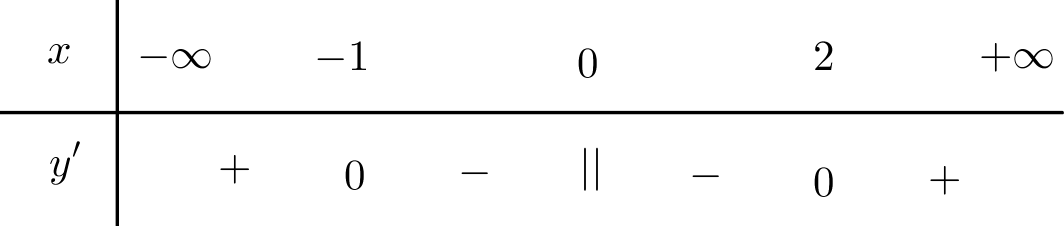 x −∞ −1 0 2 +∞
y′ + 0 − || − 0 +